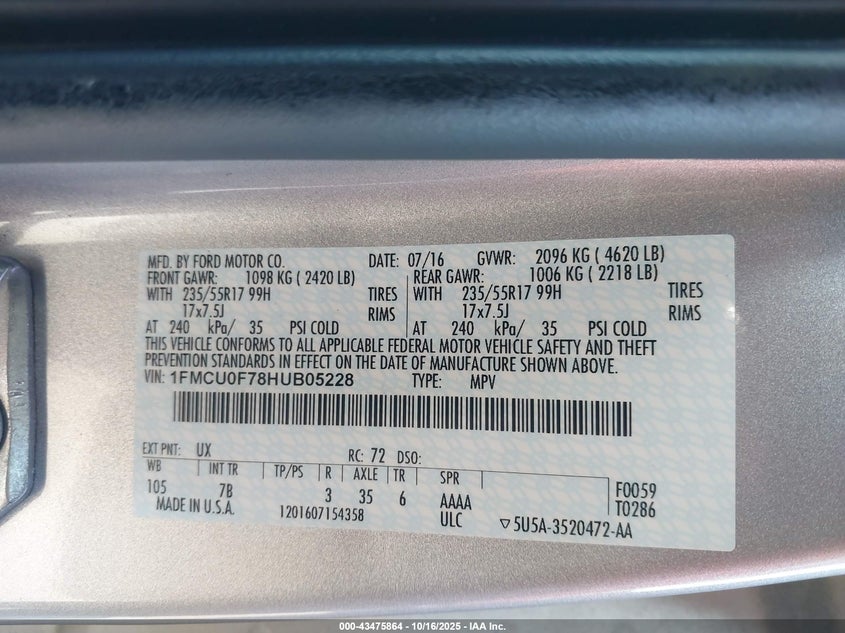 MFD. BY FORD MOTOR CO. DATE: 07/16 GVWR: 2096 KG ( 4620 LB)
FRONT GAWR: 1098 KG ( 2420 LB) REAR GAWR: 1006 KG ( 2218 LB)
WITH 235/55R17 99H TIRES WITH 235/55R17 99H TIRES
17x7.5J RIMS 17x7.5J RIMS
AT 240 kPa/ 35 PSI COLD AT 240 kPa/ 35 PSI COLD
THIS VEHICLE CONFORMS TO ALL APPLICABLE FEDERAL MOTOR VEHICLE SAFETY AND THEFT
PREVENTION STANDARDS IN EFFECT ON THE DATE OF MANUFACTURE SHOWN ABOVE.
VIN: 1FMCU0F78HUB05228 TYPE: MPV
EXT PNT: UX RC: 72 DSO:
WB INT TR TP/PS R AXLE TR SPR
105 7B 3 35 6 AAAA F0059
MADE IN U.S.A. 1201607154358 ULC T0286
▽5U5A-3520472-AA
000-43475864 - 10/16/2025 - IAA Inc.